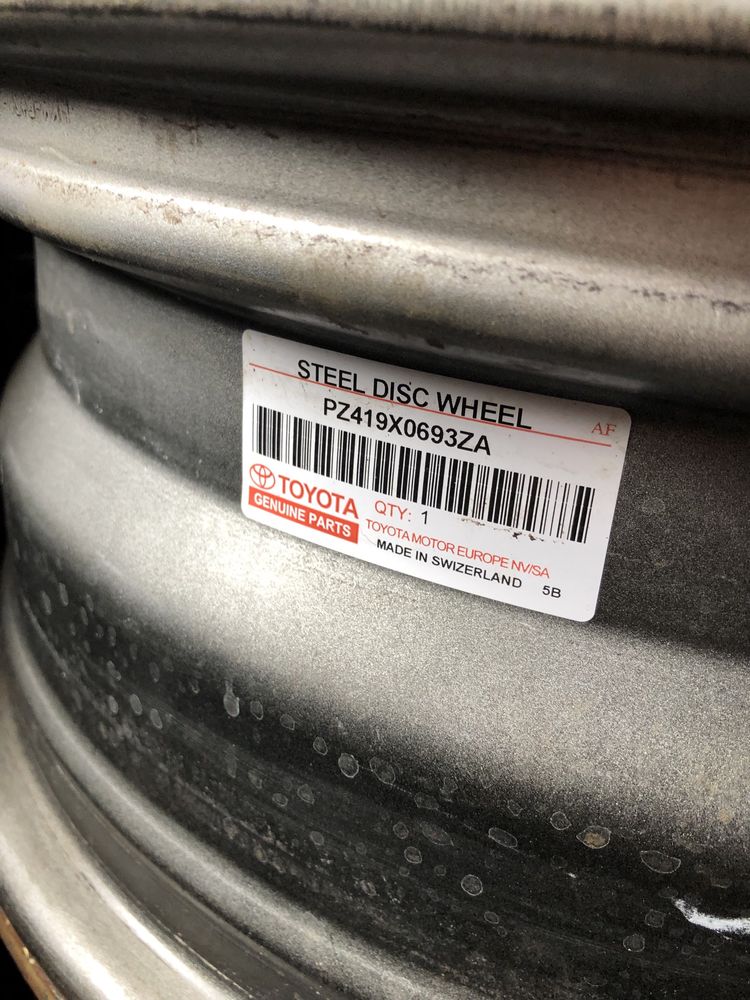 STEEL DISC WHEEL
AF
PZ419X0693ZA
TOYOTA
GENUINE PARTS
QTY: 1
TOYOTA MOTOR EUROPE NV/SA
MADE IN SWIZERLAND 5B